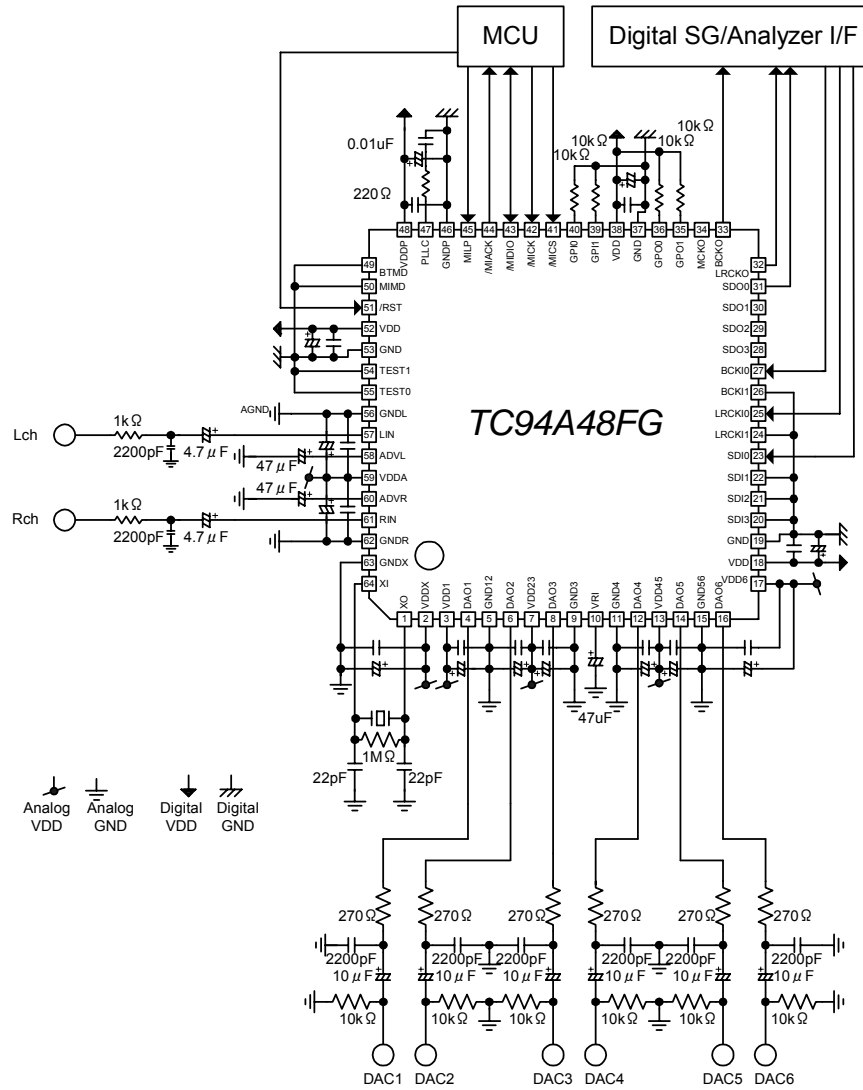 MCU
Digital SG/Analyzer I/F
0.01uF
220Ω
10kΩ
10kΩ
10kΩ
10kΩ
48
47
46
45
44
43
42
41
40
39
38
37
36
35
34
33
VDDP
PLLC
GNDP
MILP
/MIACK
/MIDIO
/MICK
/MICS
GPI0
GPI1
VDD
GND
GPO0
GPO1
MCKO
BCKO
49 BTMD
50 MIMD
51 /RST
52 VDD
53 GND
54 TEST1
55 TEST0
56 GNDL
57 LIN
58 ADVL
59 VDDA
60 ADVR
61 RIN
62 GNDR
63 GNDX
64 XI
LRCKO 32
SDO0 31
SDO1 30
SDO2 29
SDO3 28
BCKI0 27
BCKI1 26
LRCKI0 25
LRCKI1 24
SDI0 23
SDI1 22
SDI2 21
SDI3 20
GND 19
VDD 18
VDD6 17
TC94A48FG
AGND
Lch
1kΩ
2200pF
4.7μF
47μF
47μF
Rch
1kΩ
2200pF
4.7μF
XO
VDDX
VDD1
DAO1
GND12
DAO2
VDD23
DAO3
GND3
VRI
GND4
DAO4
VDD45
DAO5
GND56
DAO6
1
2
3
4
5
6
7
8
9
10
11
12
13
14
15
16
47uF
1MΩ
22pF
22pF
Analog VDD
Analog GND
Digital VDD
Digital GND
270Ω
270Ω
270Ω
270Ω
270Ω
270Ω
2200pF
2200pF
2200pF
2200pF
2200pF
2200pF
10μF
10μF
10μF
10μF
10μF
10μF
10kΩ
10kΩ
10kΩ
10kΩ
10kΩ
10kΩ
DAC1
DAC2
DAC3
DAC4
DAC5
DAC6